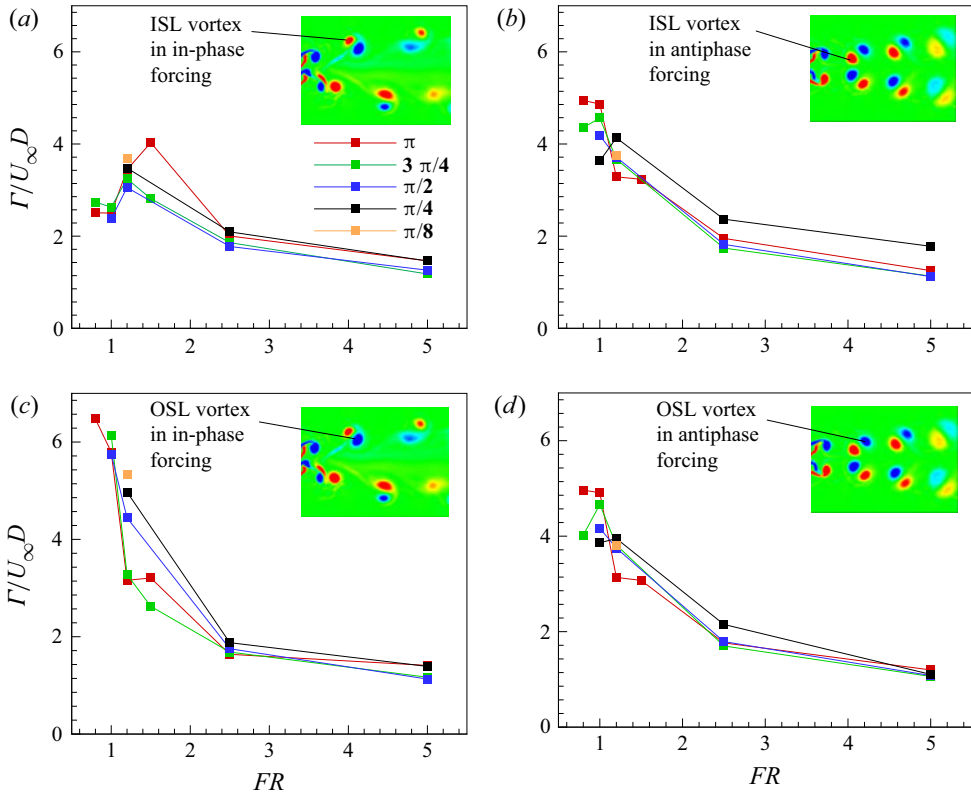 (a)
ISL vortex
in in-phase
forcing
π
3 π/4
π/2
π/4
π/8
Γ/U∞D
6
4
2
0
1 2 3 4 5
(b)
ISL vortex
in antiphase
forcing
6
4
2
0
1 2 3 4 5
(c)
OSL vortex
in in-phase
forcing
Γ/U∞D
6
4
2
0
1 2 3 4 5
FR
(d)
OSL vortex
in antiphase
forcing
6
4
2
0
1 2 3 4 5
FR